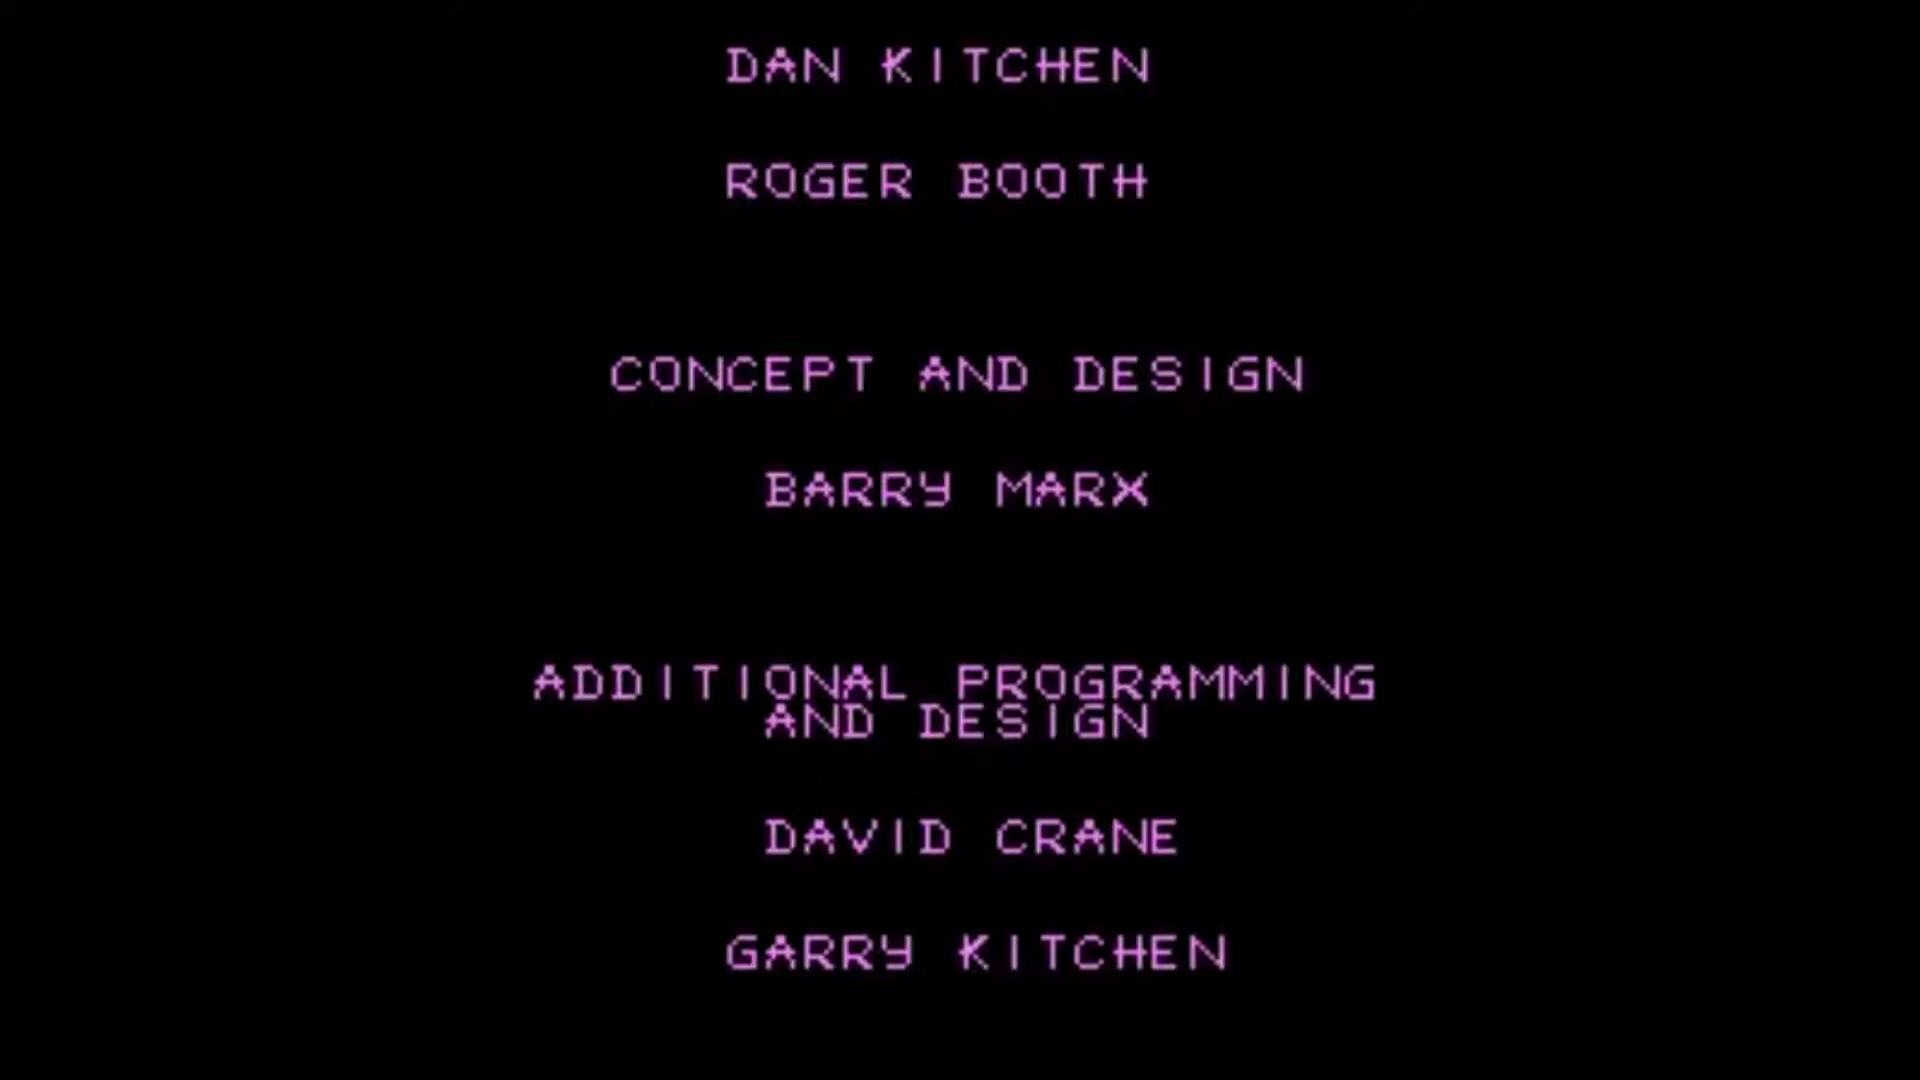 DAN KITCHEN
ROGER BOOTH
CONCEPT AND DESIGN
BARRY MARX
ADDITIONAL PROGRAMMING
AND DESIGN
DAVID CRANE
GARRY KITCHEN